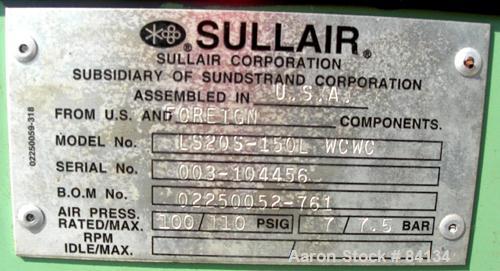 ® SULLAIR®
SULLAIR CORPORATION
SUBSIDIARY OF SUNDSTRAND CORPORATION
ASSEMBLED IN U.S.A.
FROM U.S. AND FOREIGN COMPONENTS.
MODEL No. LS20S-150L WCWC
SERIAL No. 003-104456
B.O.M No. 02250052-761
AIR PRESS.
RATED/MAX. 100/110 PSIG 7/7.5 BAR
RPM
IDLE/MAX.
02250059-318
Aaron Stock # 84134